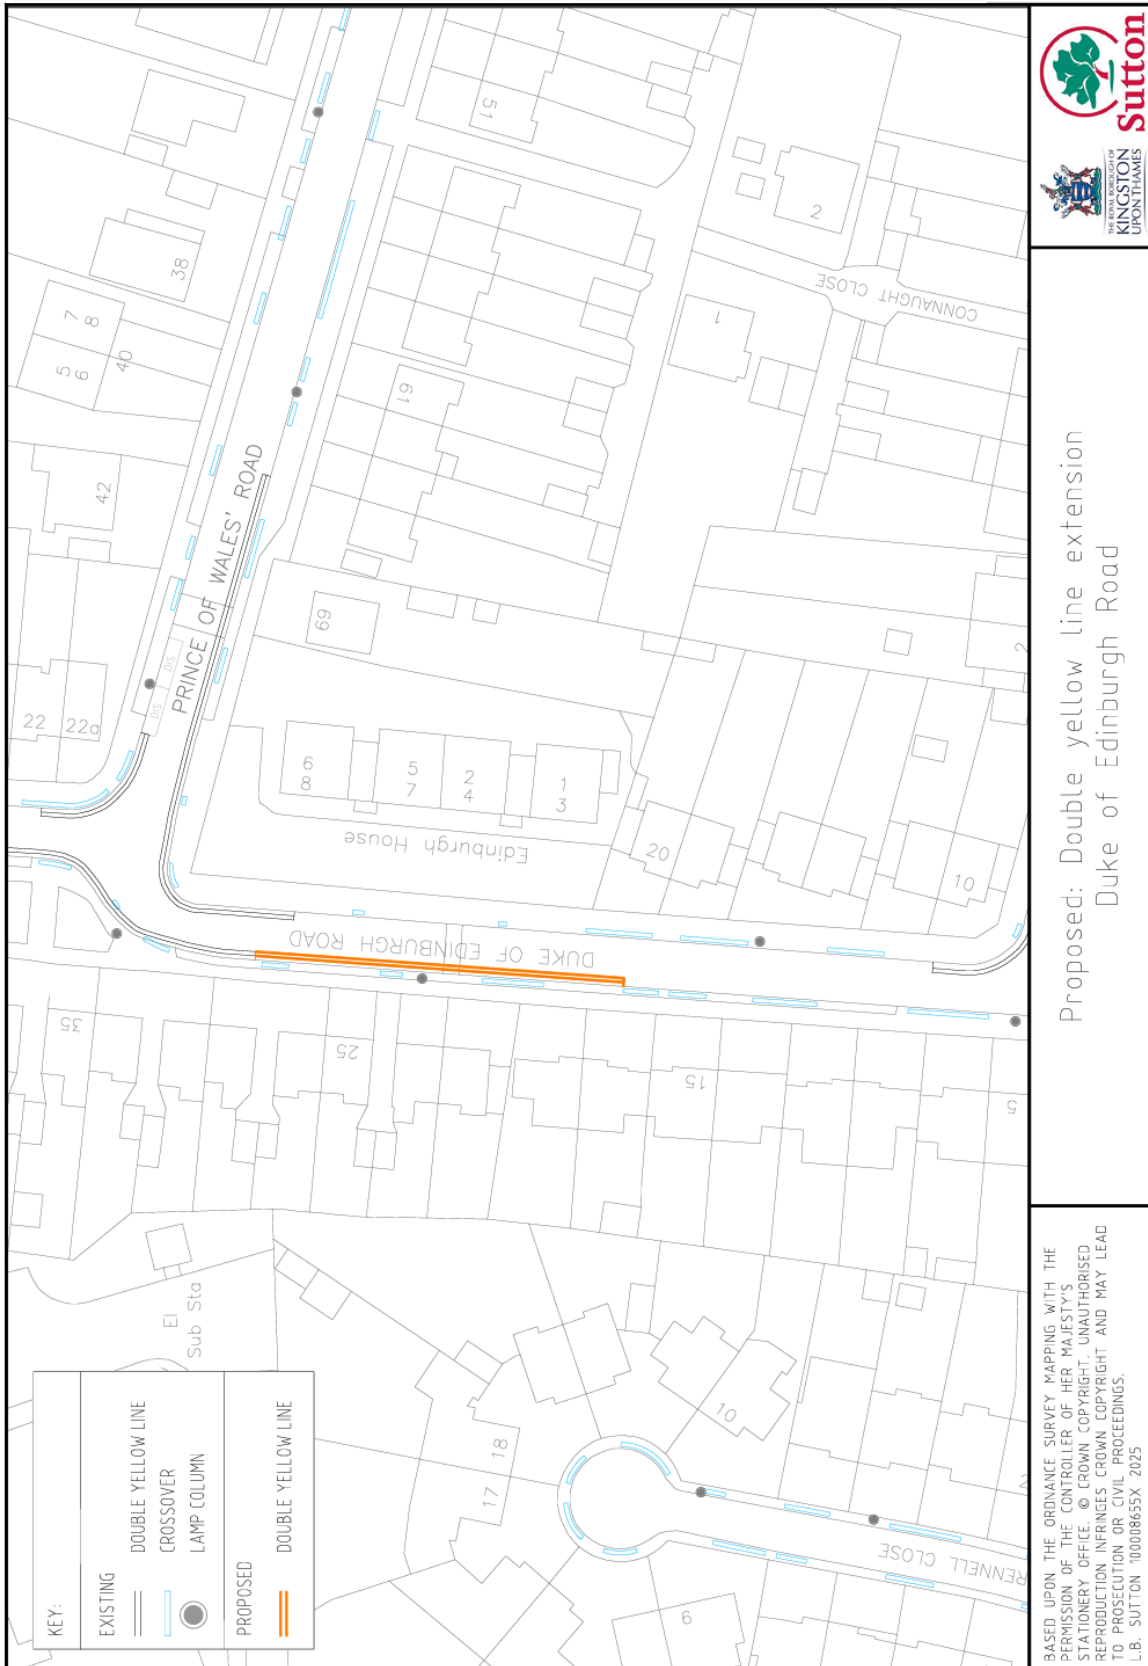 KEY:
EXISTING
DOUBLE YELLOW LINE
CROSSOVER
LAMP COLUMN
PROPOSED
DOUBLE YELLOW LINE
El
Sub Sta
35
25
15
5
17
18
10
9
2
RENNELL CLOSE
22
22a
42
40
5
6
7
8
38
51
61
69
DIS
DIS
PRINCE OF WALES' ROAD
DUKE OF EDINBURGH ROAD
Edinburgh House
6
8
5
7
2
4
1
3
20
10
2
1
2
CONNAUGHT CLOSE
BASED UPON THE ORDNANCE SURVEY MAPPING WITH THE
PERMISSION OF THE CONTROLLER OF HER MAJESTY'S
STATIONERY OFFICE. © CROWN COPYRIGHT. UNAUTHORISED
REPRODUCTION INFRINGES CROWN COPYRIGHT AND MAY LEAD
TO PROSECUTION OR CIVIL PROCEEDINGS.
L.B. SUTTON 100008655X 2025
Proposed: Double yellow line extension
Duke of Edinburgh Road
THE ROYAL BOROUGH OF
KINGSTON
UPON THAMES
Sutton